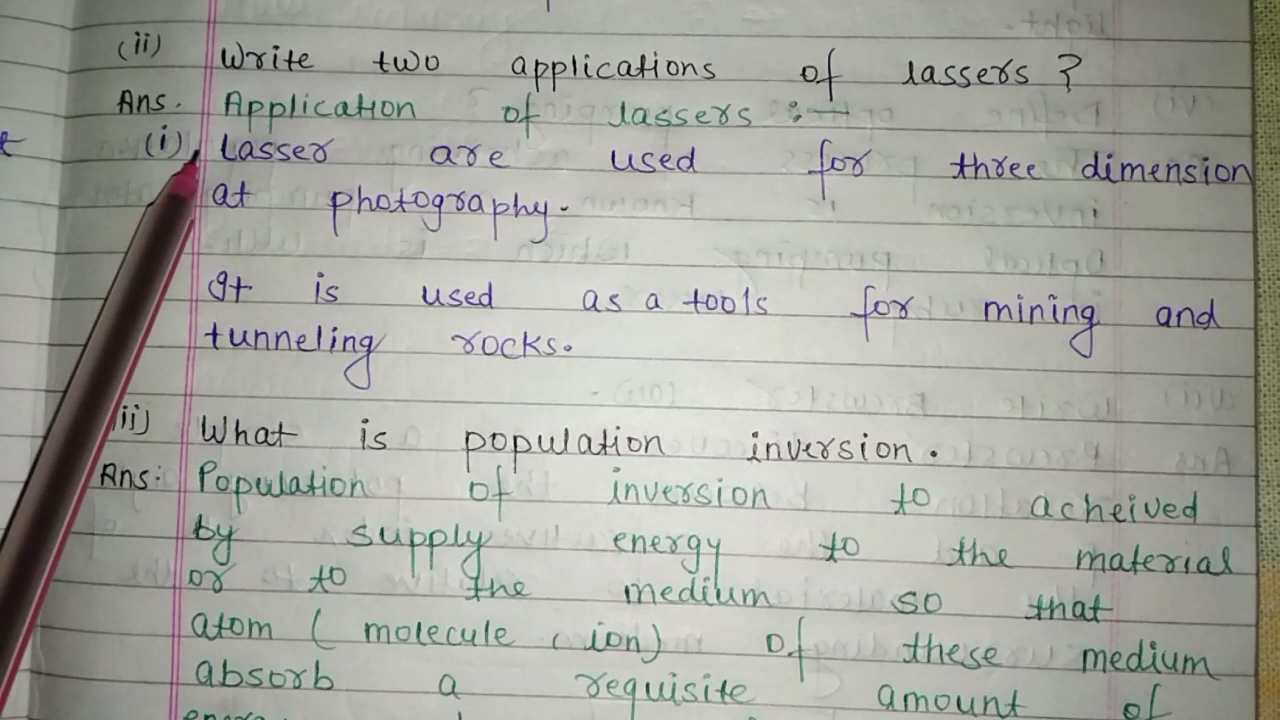 (ii) Write two applications of lassers ?
Ans. Application of lassers :-
(i) Lasser are used for three dimension
at photography.
It is used as a tools for mining and
tunneling rocks.
ii) What is population inversion.
Ans: Population of inversion to acheived
by supply energy to the material
or to the medium so that
atom ( molecule ( ion) of these medium
absorb a requisite amount of